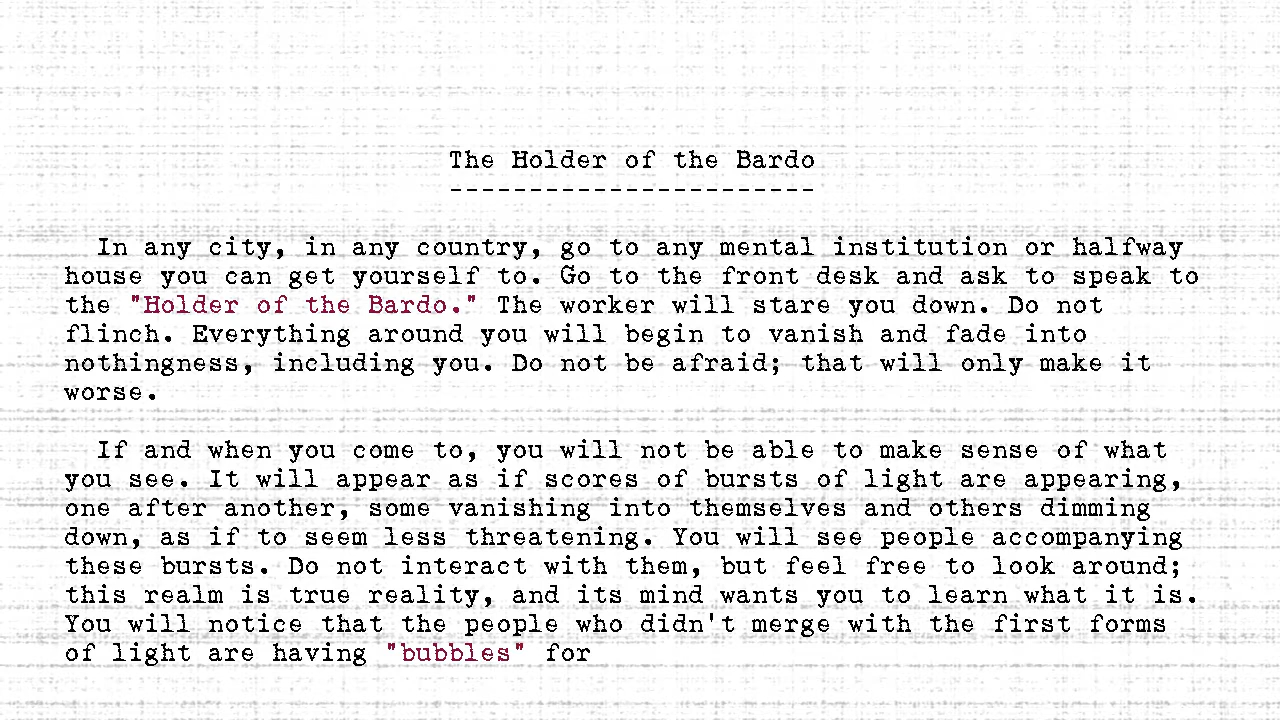 The Holder of the Bardo
-----------------------
In any city, in any country, go to any mental institution or halfway
house you can get yourself to. Go to the front desk and ask to speak to
the "Holder of the Bardo." The worker will stare you down. Do not
flinch. Everything around you will begin to vanish and fade into
nothingness, including you. Do not be afraid; that will only make it
worse.
If and when you come to, you will not be able to make sense of what
you see. It will appear as if scores of bursts of light are appearing,
one after another, some vanishing into themselves and others dimming
down, as if to seem less threatening. You will see people accompanying
these bursts. Do not interact with them, but feel free to look around;
this realm is true reality, and its mind wants you to learn what it is.
You will notice that the people who didn't merge with the first forms
of light are having "bubbles" for